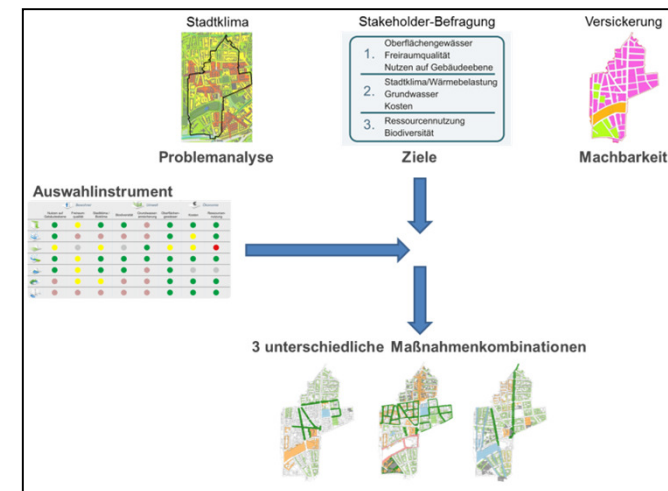 Stadtklima
Stakeholder-Befragung
Versickerung
1.
Oberflächengewässer
Freiraumqualität
Nutzen auf Gebäudeebene
2.
Stadtklima/Wärmebelastung
Grundwasser
Kosten
3.
Ressourcennutzung
Biodiversität
Problemanalyse
Ziele
Machbarkeit
Auswahlinstrument
3 unterschiedliche Maßnahmenkombinationen